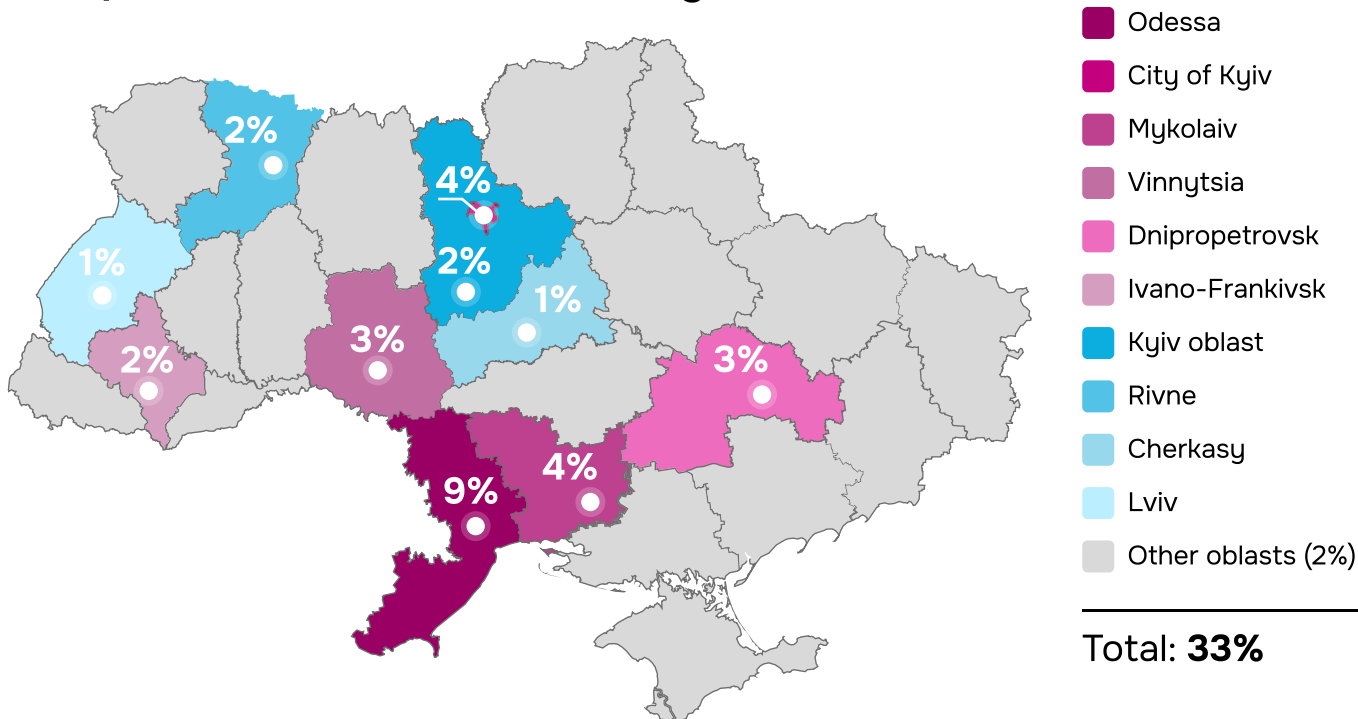 Odessa
City of Kyiv
Mykolaiv
Vinnytsia
Dnipropetrovsk
Ivano-Frankivsk
Kyiv oblast
Rivne
Cherkasy
Lviv
Other oblasts (2%)
Total: 33%
2%
4%
1%
2%
1%
3%
2%
3%
4%
9%